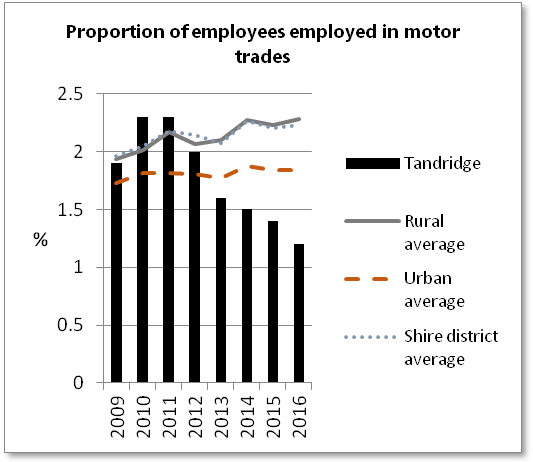 Proportion of employees employed in motor
trades
2.5
2
1.5
1
0.5
0
%
2009
2010
2011
2012
2013
2014
2015
2016
Tandridge
Rural
average
Urban
average
Shire district
average